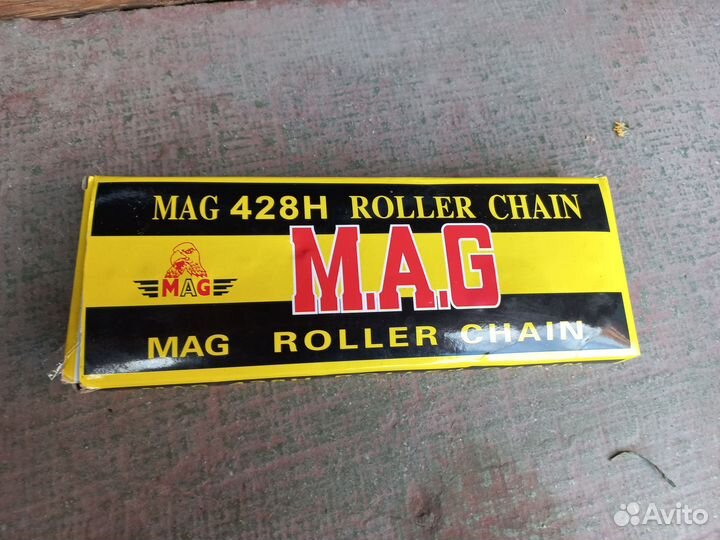 MAG 428H ROLLER CHAIN
M.A.G
MAG
MAG ROLLER CHAIN
Avito